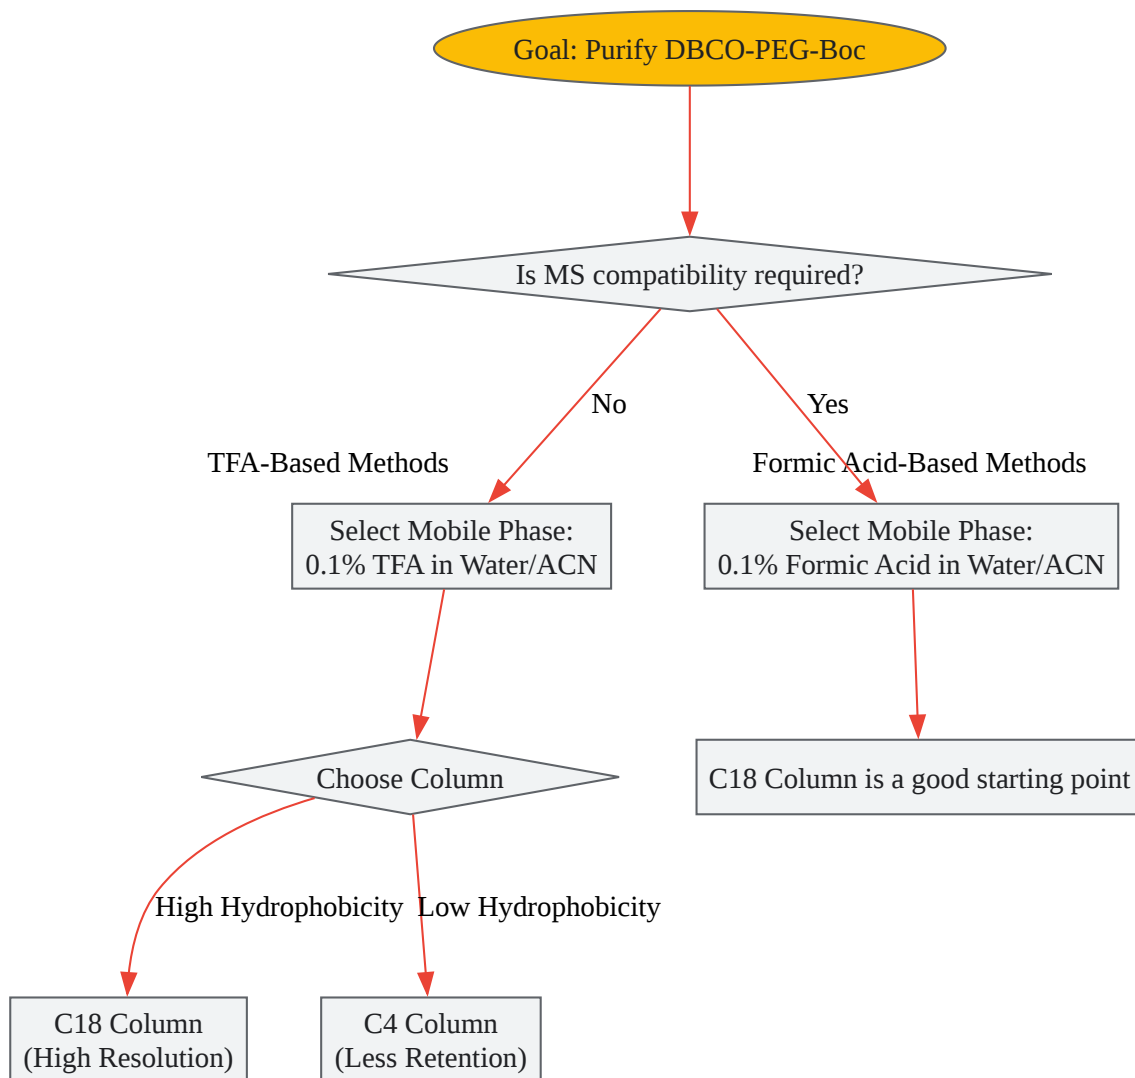 Goal: Purify DBCO-PEG-Boc
Is MS compatibility required?
No
Yes
TFA-Based Methods
Formic Acid-Based Methods
Select Mobile Phase:
0.1% TFA in Water/ACN
Select Mobile Phase:
0.1% Formic Acid in Water/ACN
Choose Column
C18 Column is a good starting point
High Hydrophobicity
Low Hydrophobicity
C18 Column
(High Resolution)
C4 Column
(Less Retention)